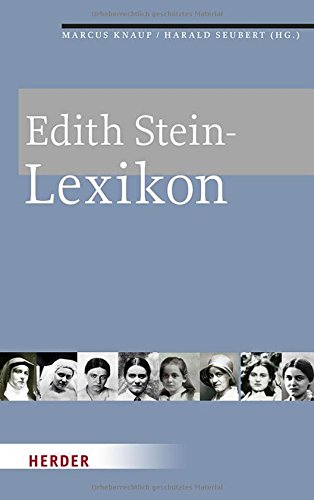 Urheberrechtlich geschütztes Material
MARCUS KNAUP / HARALD SEUBERT (HG.)
Edith Stein-
Lexikon
HERDER
Urheberrechtlich geschütztes Material